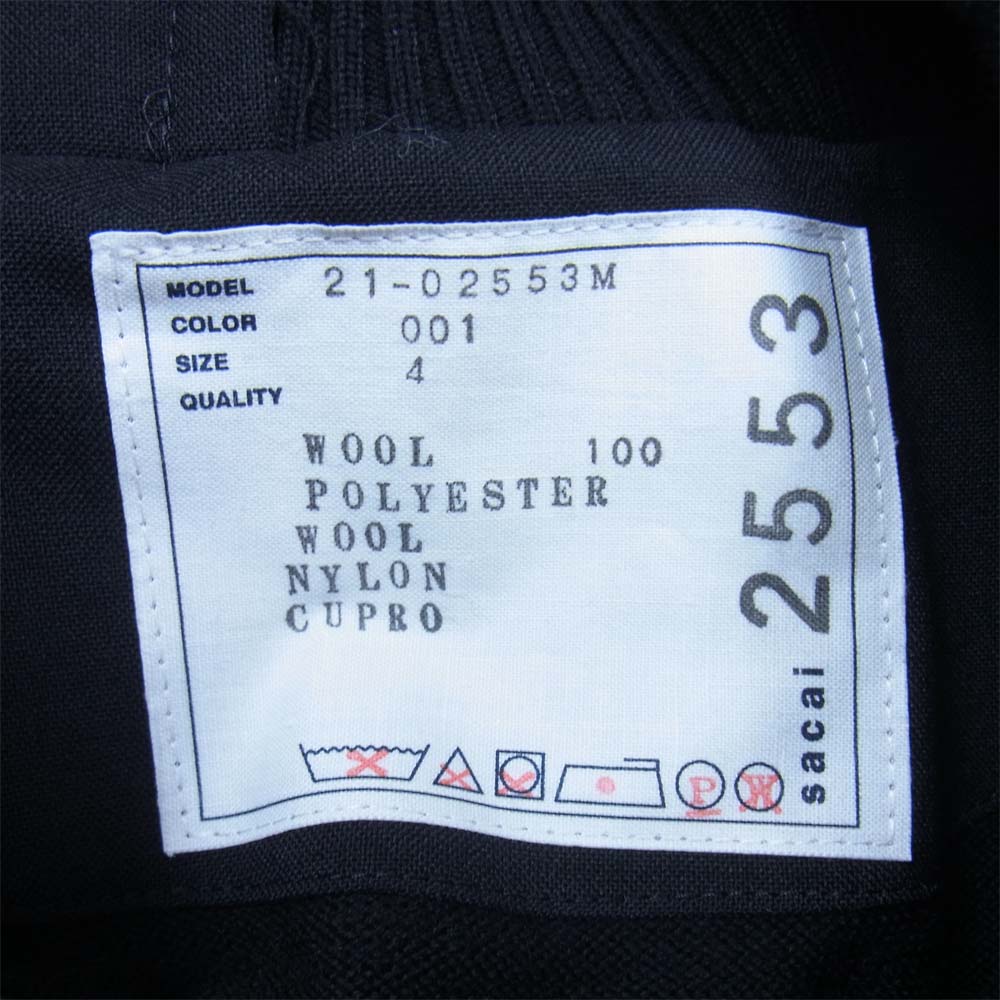 MODEL 21-02553M
COLOR 001
SIZE 4
QUALITY
WOOL 100
POLYESTER
WOOL
NYLON
CUPRO
P W
sacai 2553